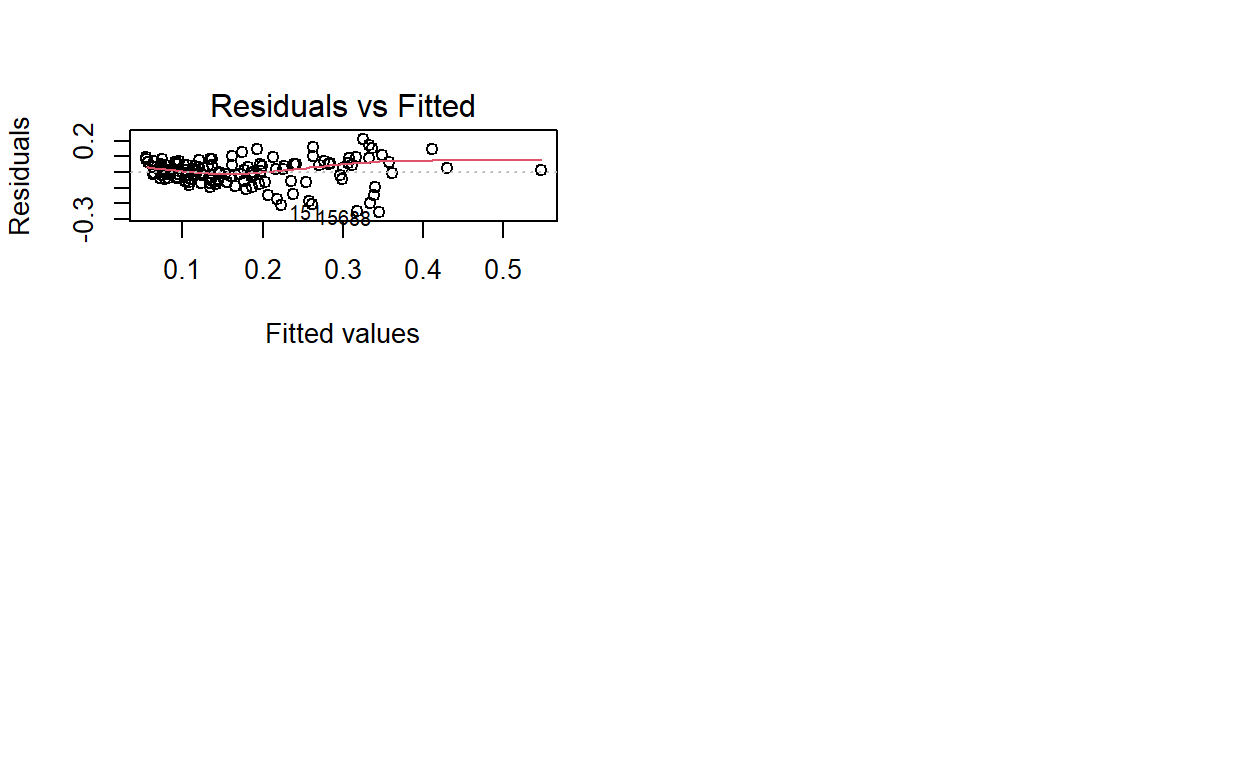 Residuals vs Fitted
Residuals
0.2
-0.3
0.1 0.2 0.3 0.4 0.5
Fitted values